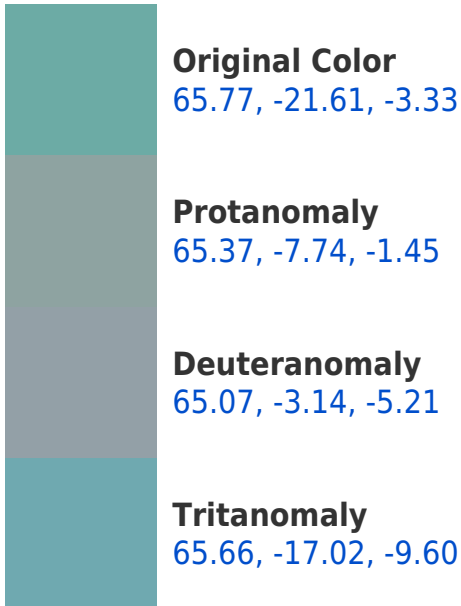 Original Color
65.77, -21.61, -3.33
Protanomaly
65.37, -7.74, -1.45
Deuteranomaly
65.07, -3.14, -5.21
Tritanomaly
65.66, -17.02, -9.60